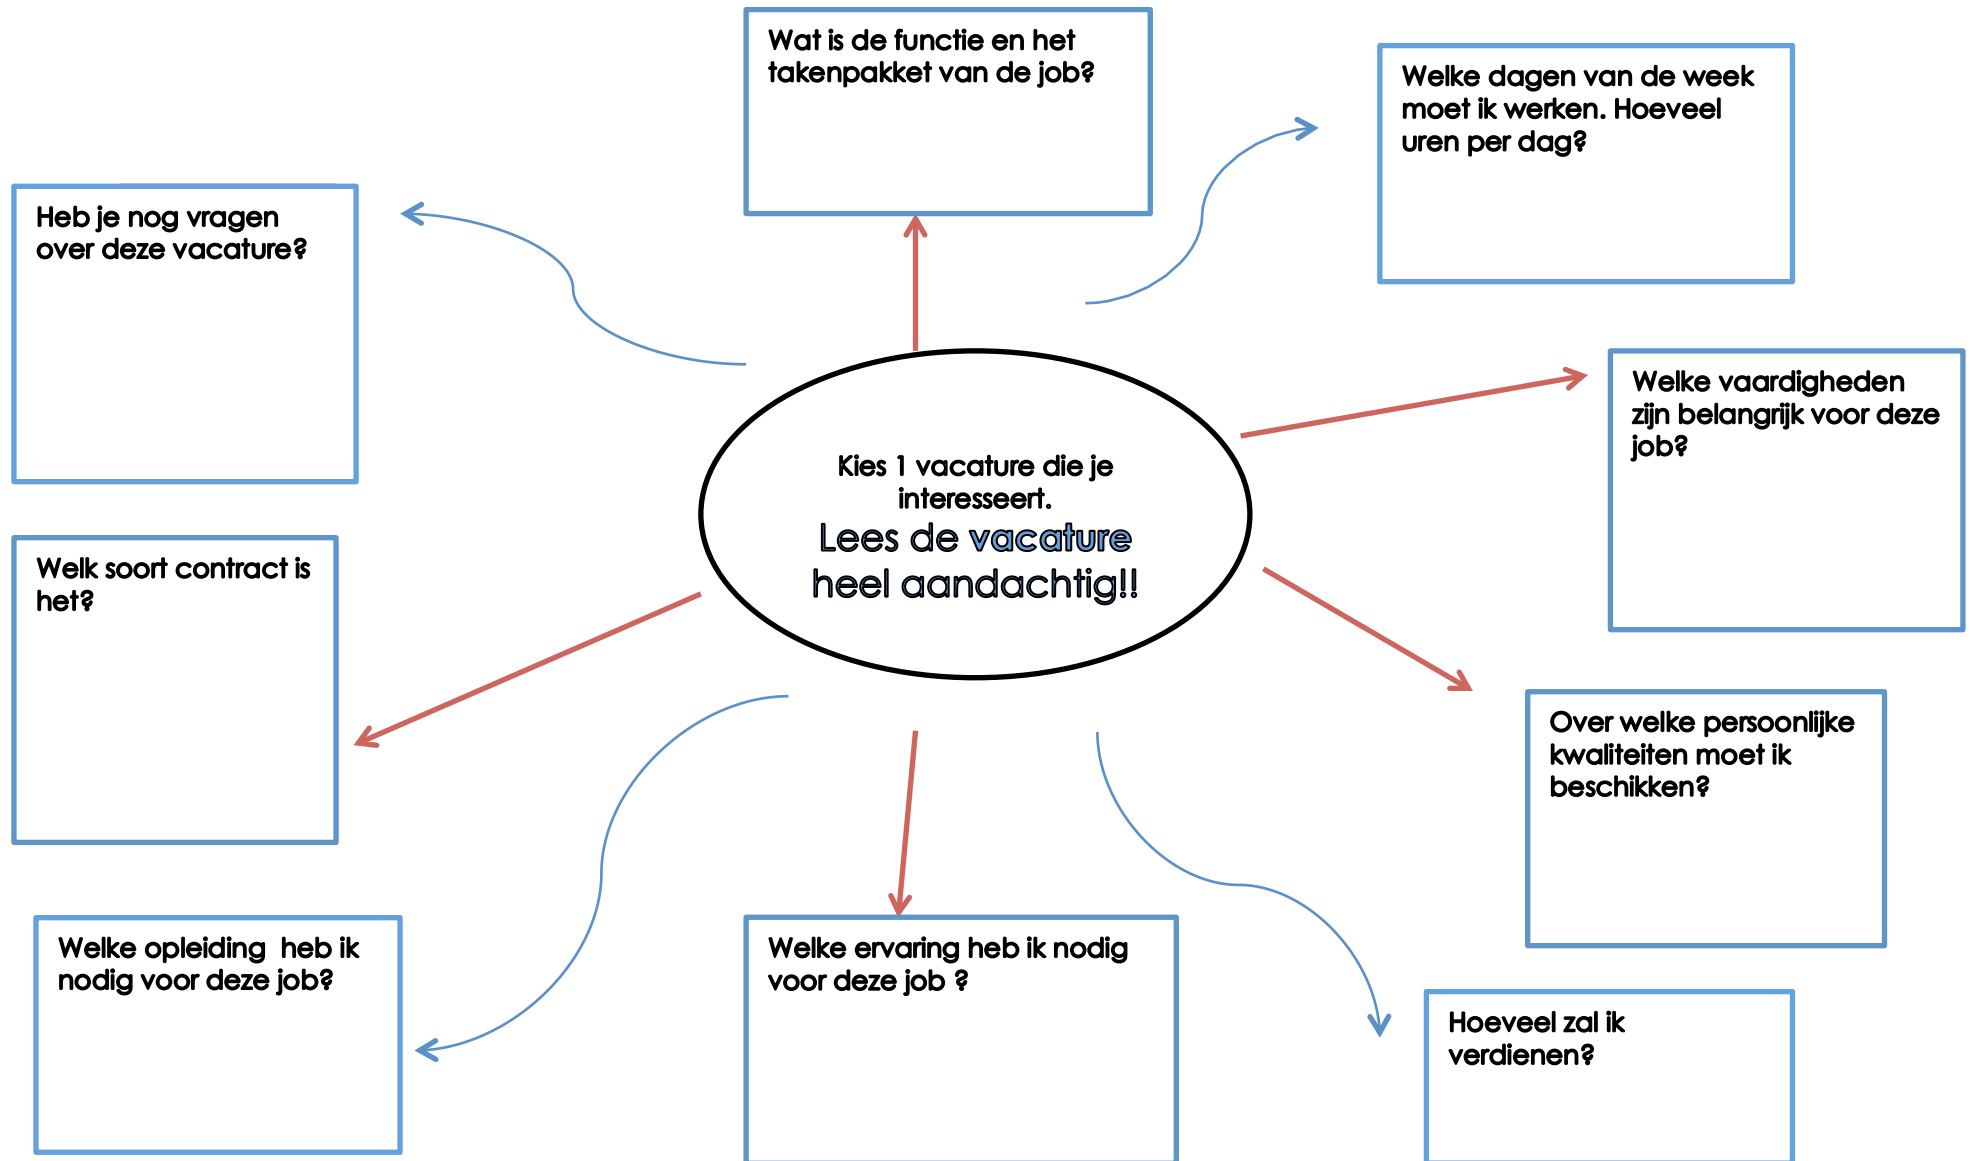 Wat is de functie en het
takenpakket van de job?
Welke dagen van de week
moet ik werken. Hoeveel
uren per dag?
Heb je nog vragen
over deze vacature?
Welke vaardigheden
zijn belangrijk voor deze
job?
Kies 1 vacature die je
interesseert.
Lees de vacature
heel aandachtig!!
Welk soort contract is
het?
Over welke persoonlijke
kwaliteiten moet ik
beschikken?
Welke opleiding  heb ik
nodig voor deze job?
Welke ervaring heb ik nodig
voor deze job ?
Hoeveel zal ik
verdienen?